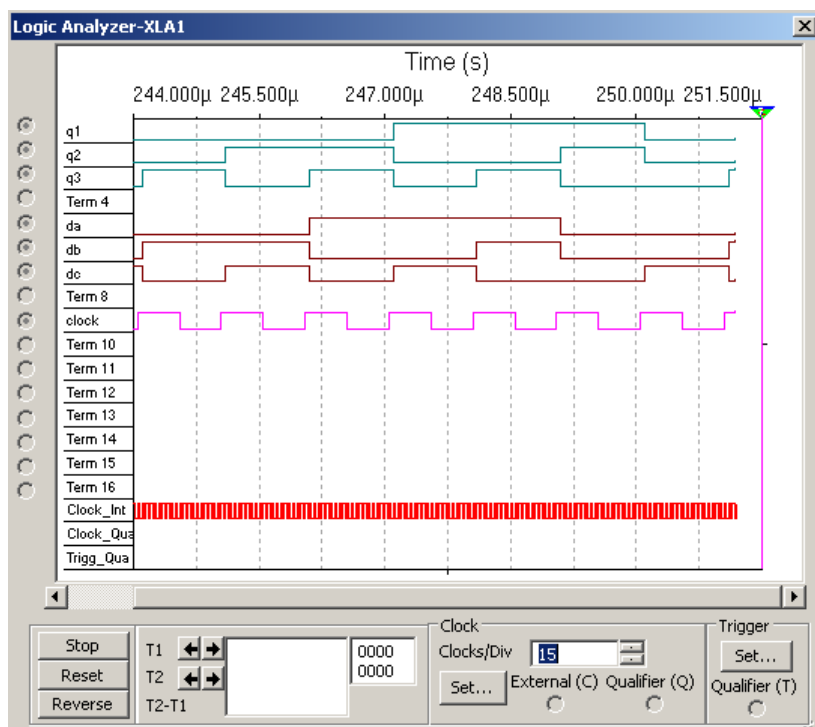 Logic Analyzer-XLA1
Time (s)
244.000µ 245.500µ 247.000µ 248.500µ 250.000µ 251.500µ
q1
q2
q3
Term 4
da
db
dc
Term 8
clock
Term 10
Term 11
Term 12
Term 13
Term 14
Term 15
Term 16
Clock_Int
Clock_Qua
Trigg_Qua
Stop
Reset
Reverse
T1
T2
T2-T1
0000
0000
Clock
Clocks/Div 15
Set... External (C) Qualifier (Q)
Trigger
Set...
Qualifier (T)